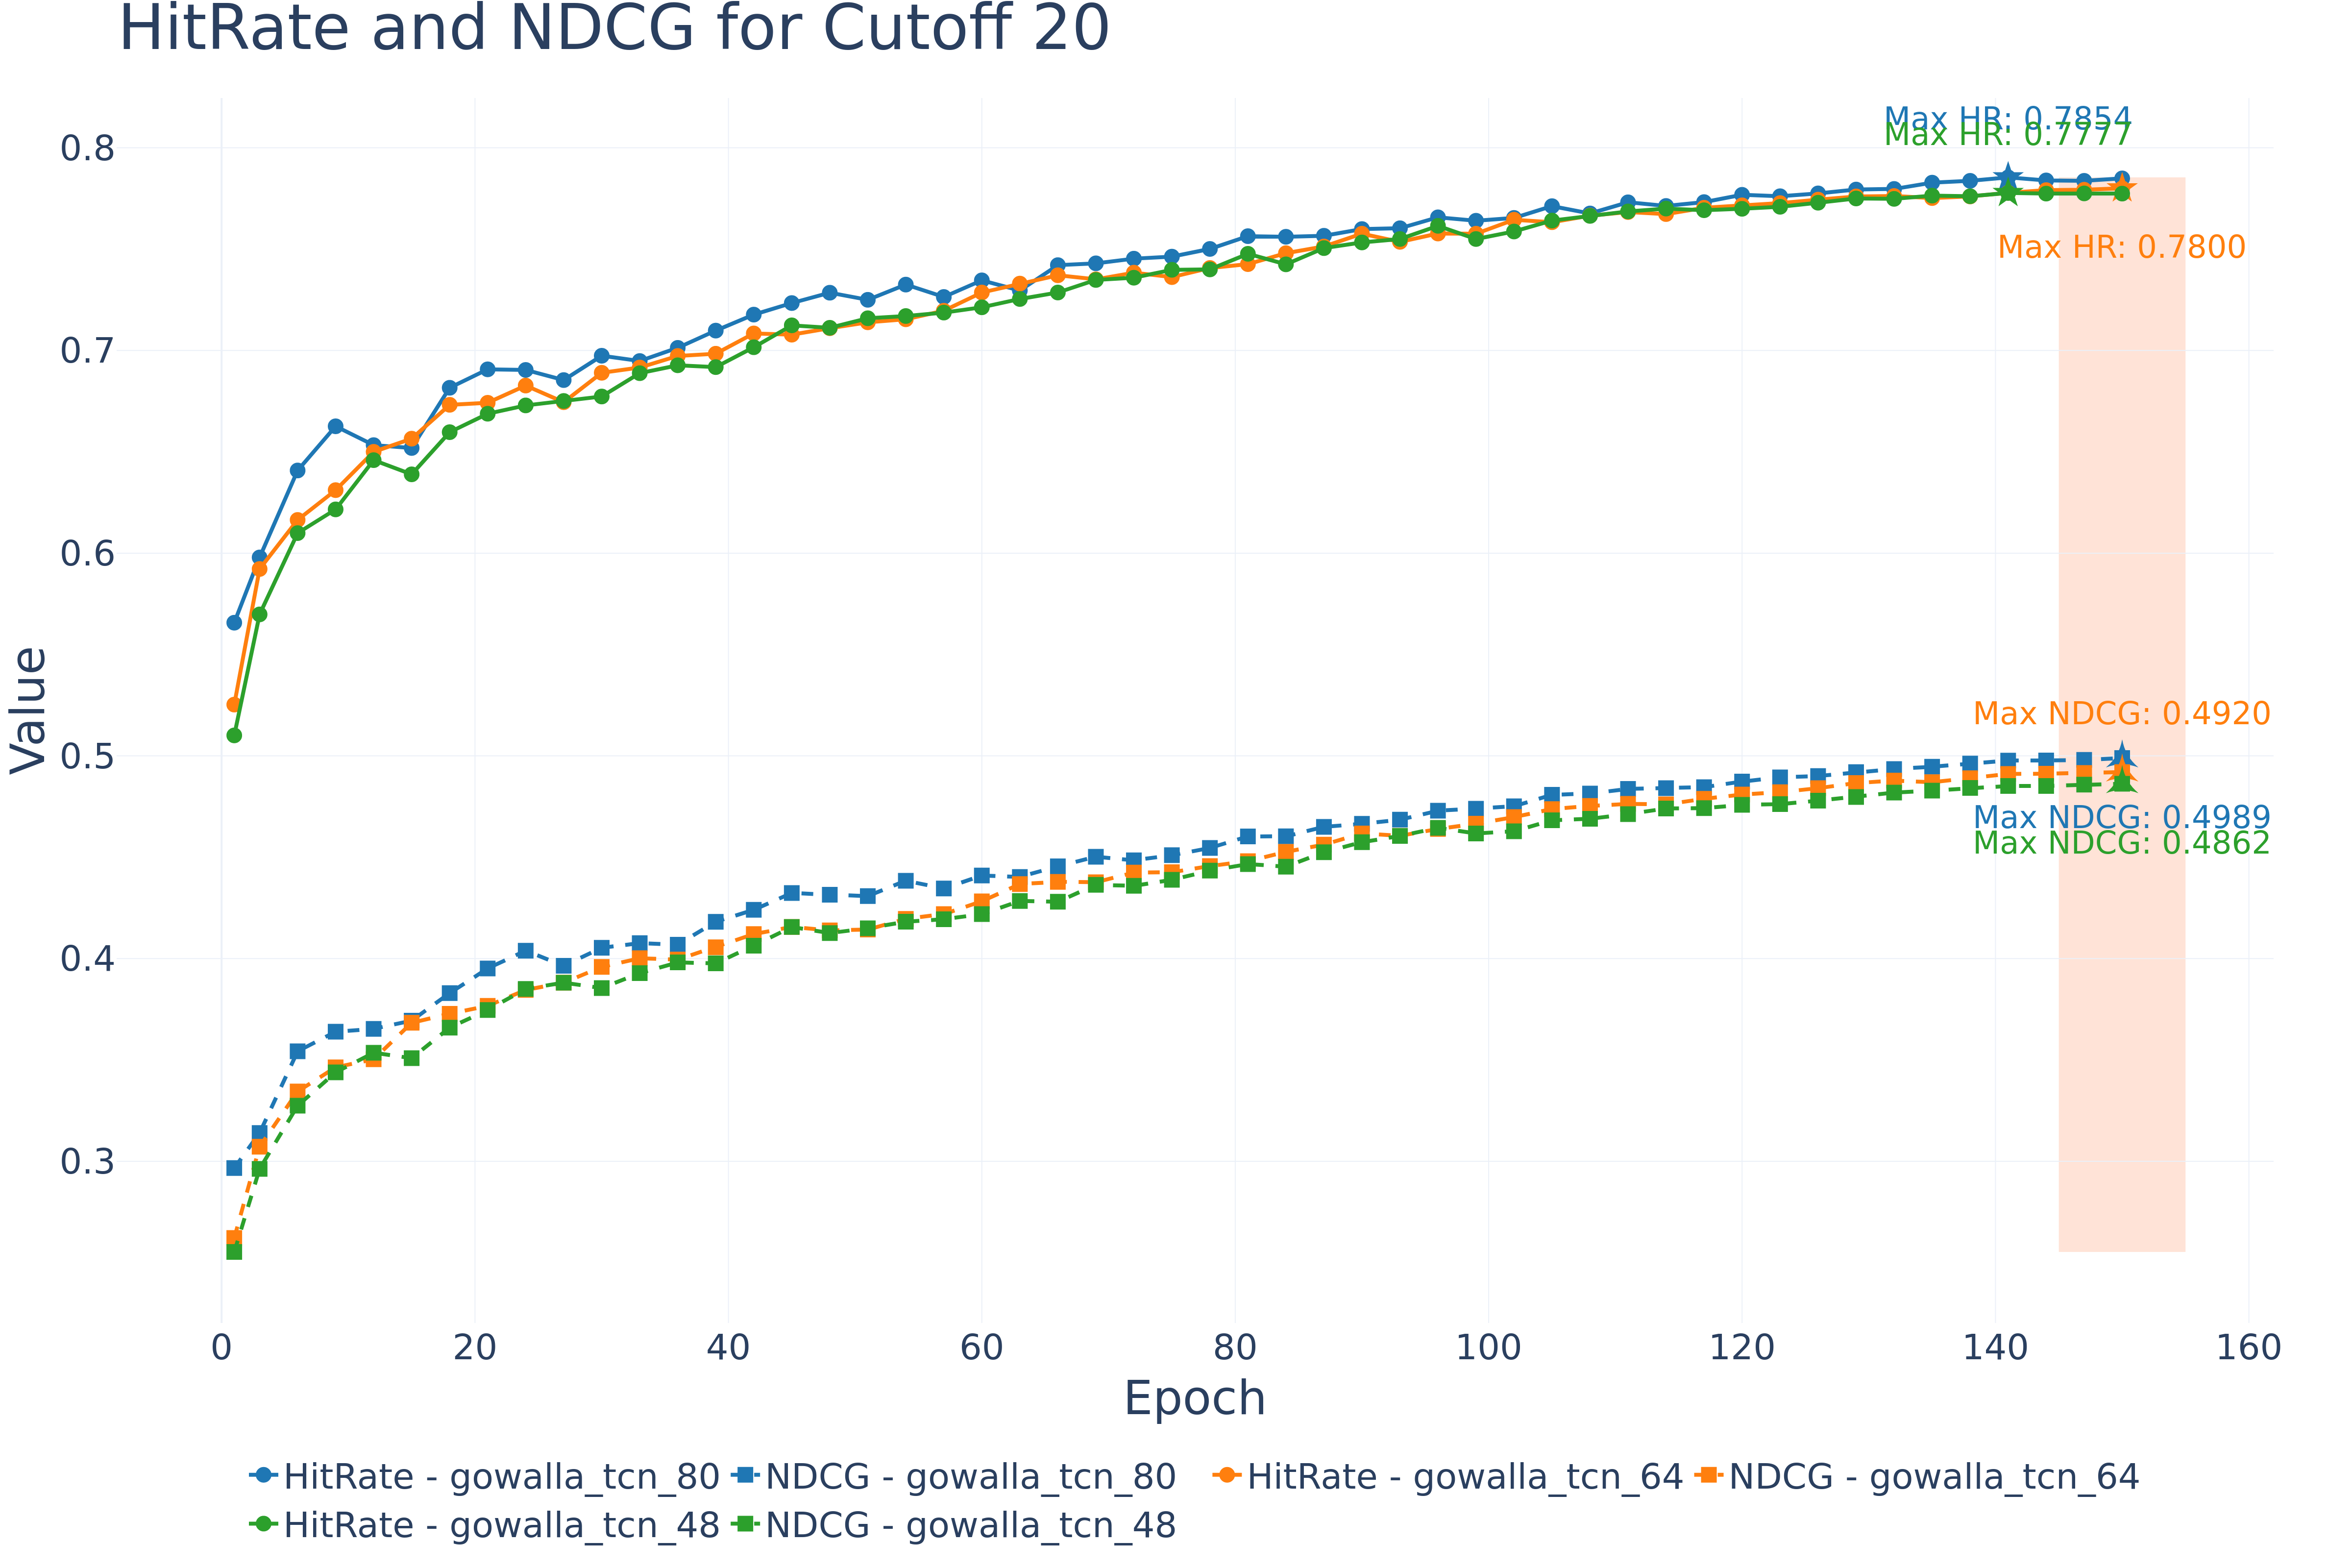 HitRate and NDCG for Cutoff 20
Max HR: 0.7854
Max HR: 0.7777
Max HR: 0.7800
Max NDCG: 0.4920
Max NDCG: 0.4989
Max NDCG: 0.4862
Value
0.8
0.7
0.6
0.5
0.4
0.3
0 20 40 60 80 100 120 140 160
Epoch
HitRate - gowalla_tcn_80 NDCG - gowalla_tcn_80 HitRate - gowalla_tcn_64 NDCG - gowalla_tcn_64
HitRate - gowalla_tcn_48 NDCG - gowalla_tcn_48